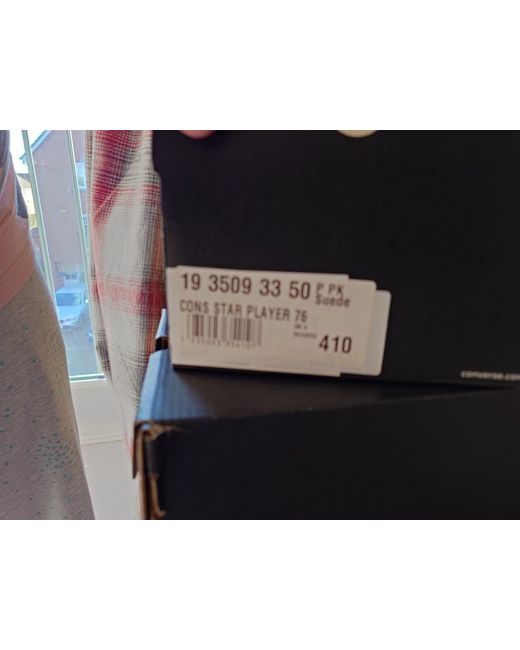 19 3509 33 50 P PK
Suede
CONS STAR PLAYER 76
410
converse.com